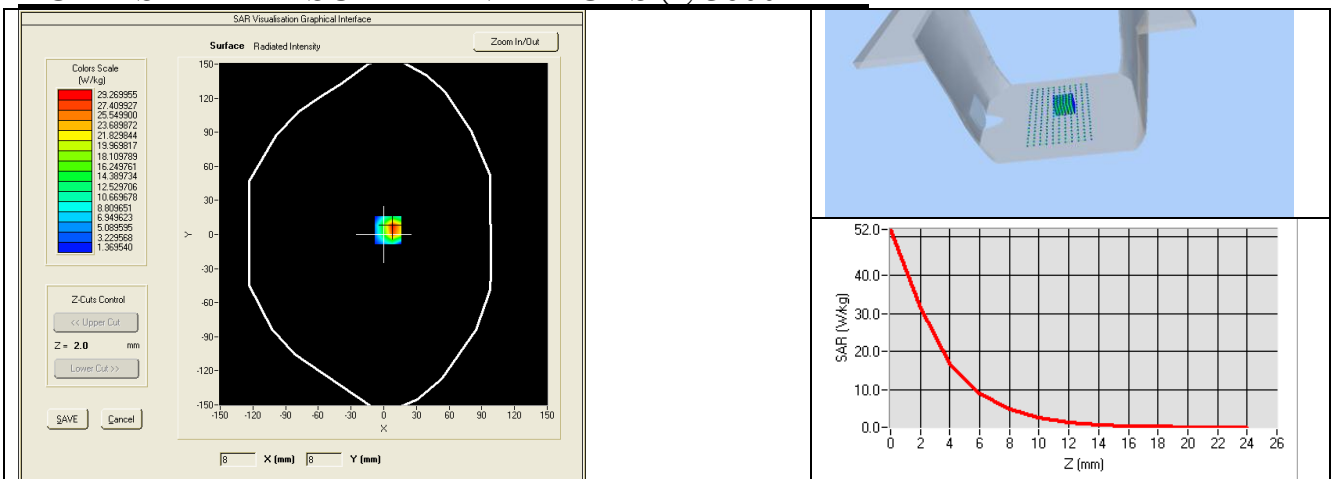 SAR Visualisation Graphical Interface
Surface Radiated Intensity
Zoom In/Out
Colors Scale
(W/kg)
29.269955
27.409927
25.549900
23.689872
21.829844
19.969817
18.109789
16.249761
14.389734
12.529706
10.669678
8.809651
6.949623
5.089595
3.229568
1.369540
Z-Cuts Control
<< Upper Cut
Z = 2.0 mm
Lower Cut >>
SAVE Cancel
150
120
90
60
30
0
-30
-60
-90
-120
-150
Y
-150 -120 -90 -60 -30 0 30 60 90 120 150
X
8 X (mm) 8 Y (mm)
52.0
40.0
30.0
20.0
10.0
0.0
SAR (W/kg)
0 2 4 6 8 10 12 14 16 18 20 22 24 26
Z (mm)